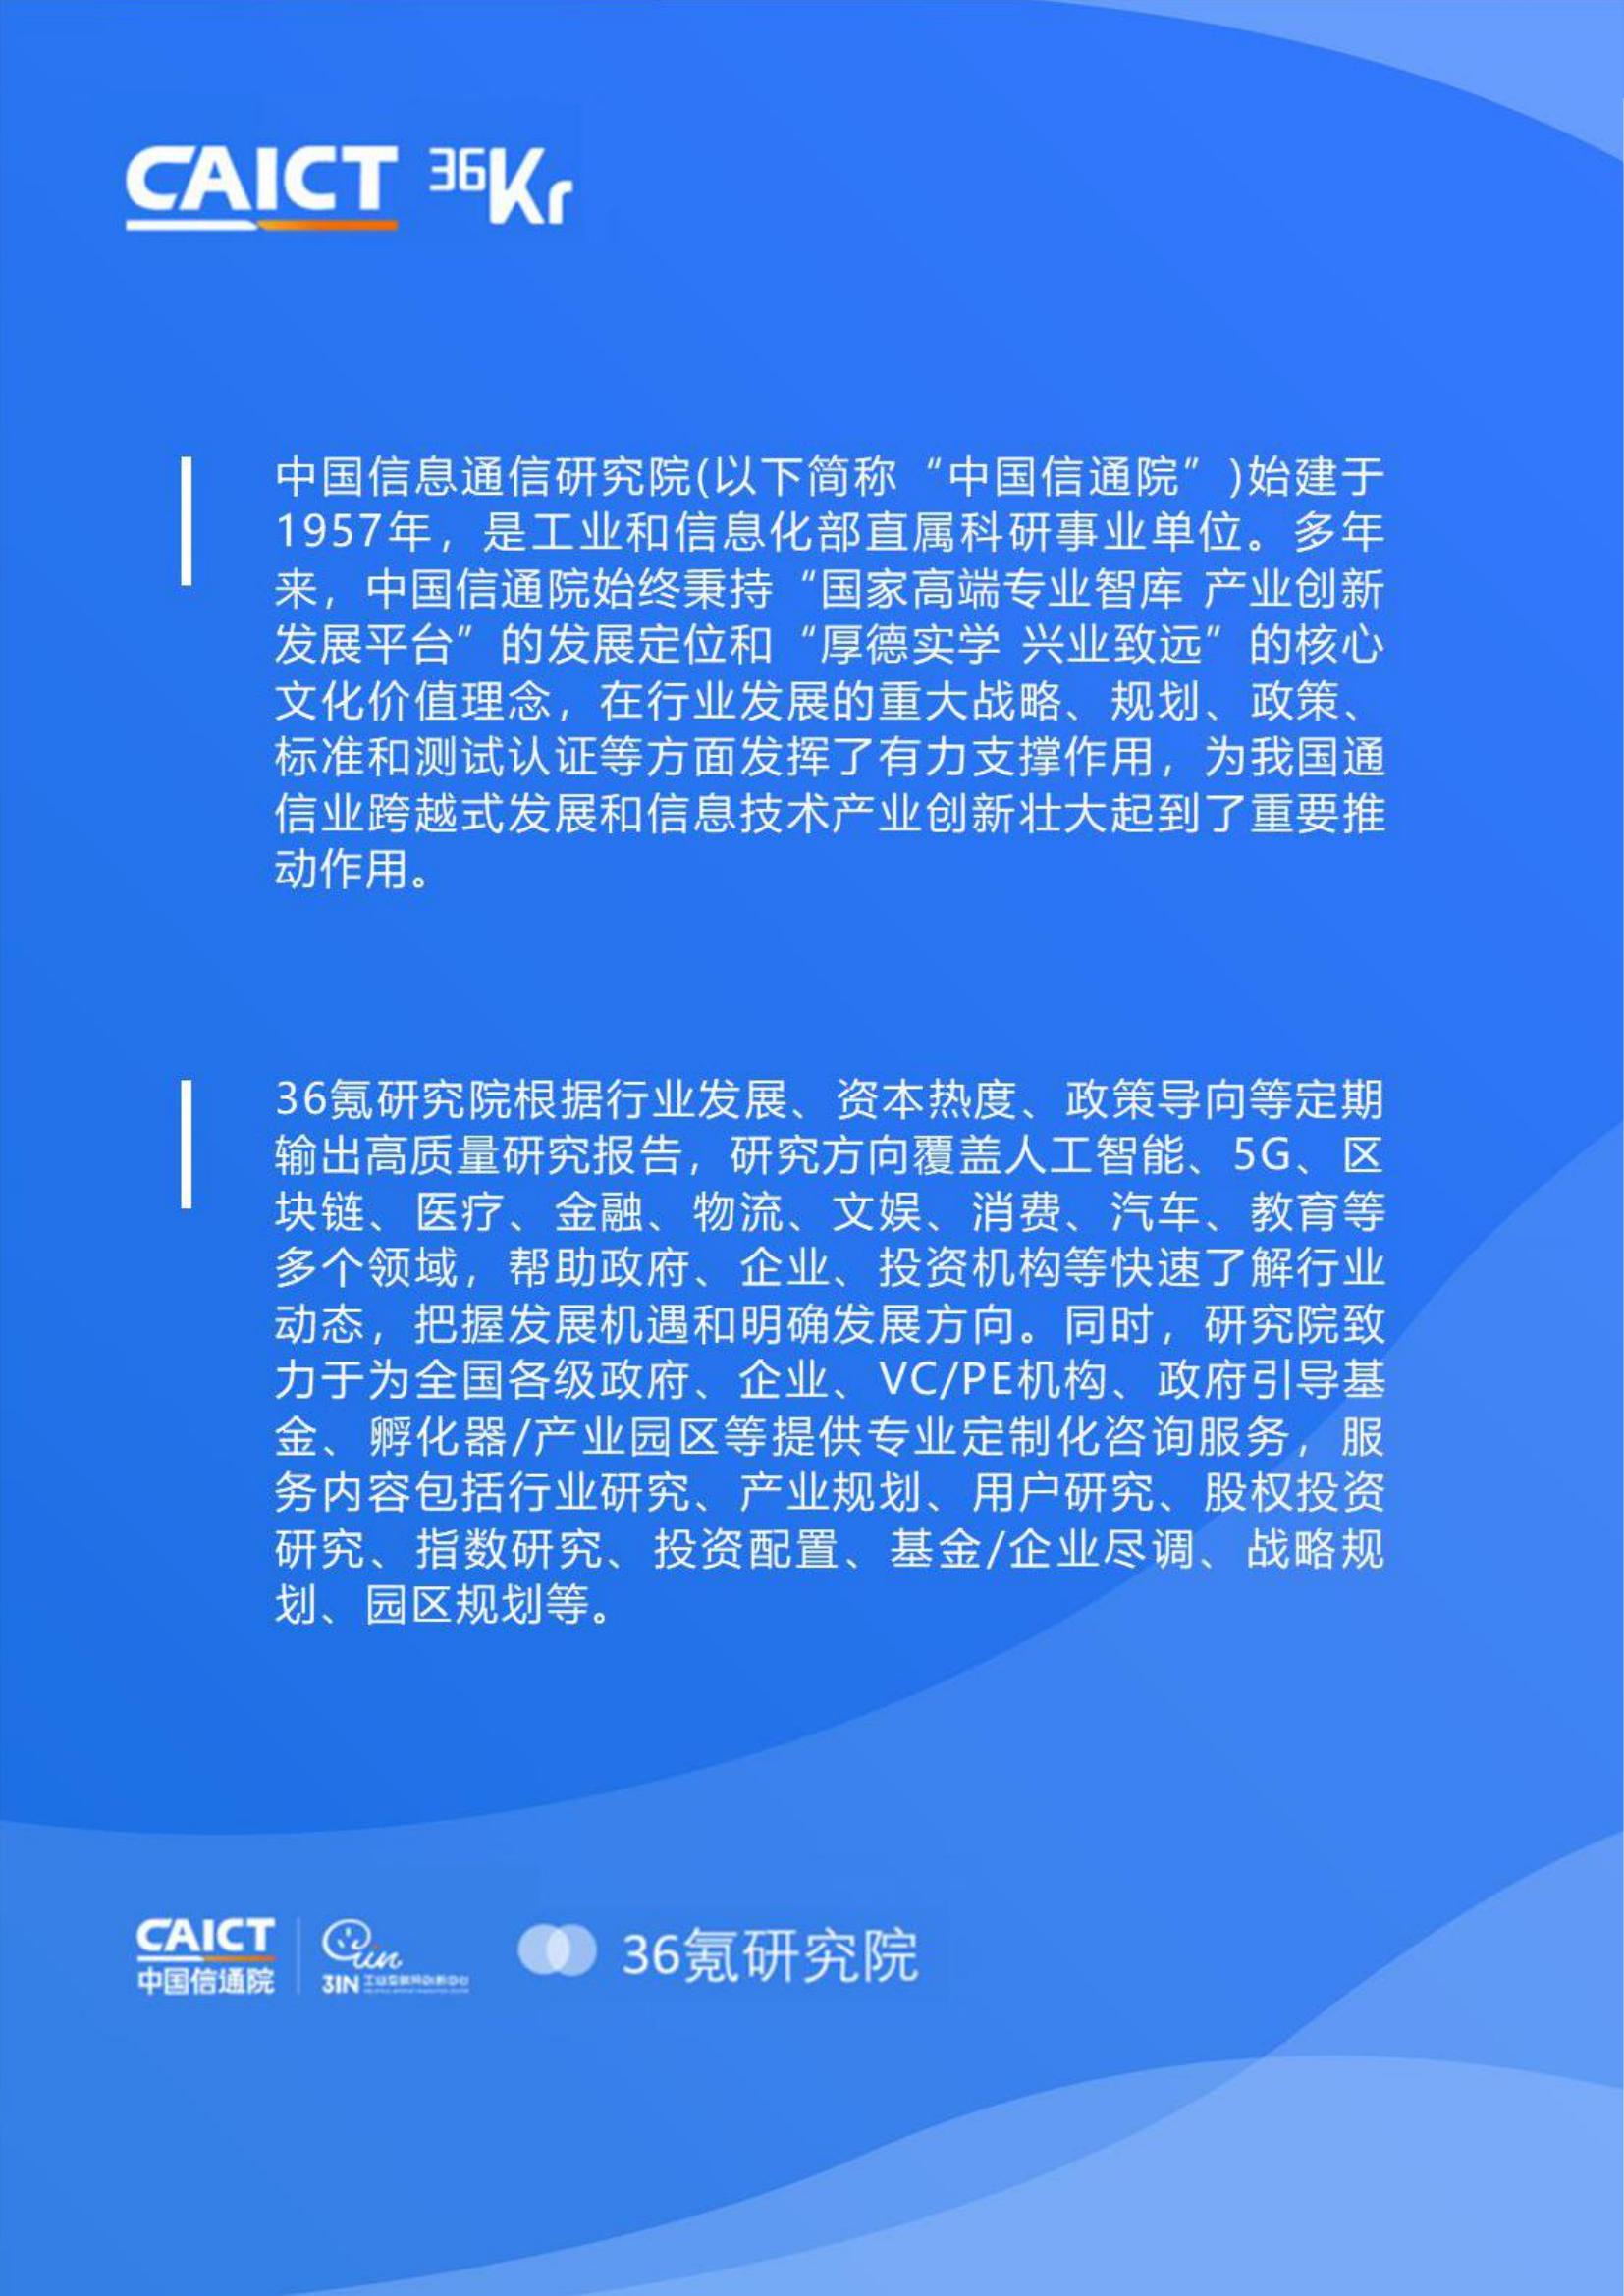 CAICT 36Kr
中国信息通信研究院(以下简称“中国信通院”)始建于
1957年，是工业和信息化部直属科研事业单位。多年
来，中国信通院始终秉持“国家高端专业智库 产业创新
发展平台”的发展定位和“厚德实学 兴业致远”的核心
文化价值理念，在行业发展的重大战略、规划、政策、
标准和测试认证等方面发挥了有力支撑作用，为我国通
信业跨越式发展和信息技术产业创新壮大起到了重要推
动作用。
36氪研究院根据行业发展、资本热度、政策导向等定期
输出高质量研究报告，研究方向覆盖人工智能、5G、区
块链、医疗、金融、物流、文娱、消费、汽车、教育等
多个领域，帮助政府、企业、投资机构等快速了解行业
动态，把握发展机遇和明确发展方向。同时，研究院致
力于为全国各级政府、企业、VC/PE机构、政府引导基
金、孵化器/产业园区等提供专业定制化咨询服务，服
务内容包括行业研究、产业规划、用户研究、股权投资
研究、指数研究、投资配置、基金/企业尽调、战略规
划、园区规划等。
CAICT
中国信通院
3IN 工业互联网创新中心
36氪研究院